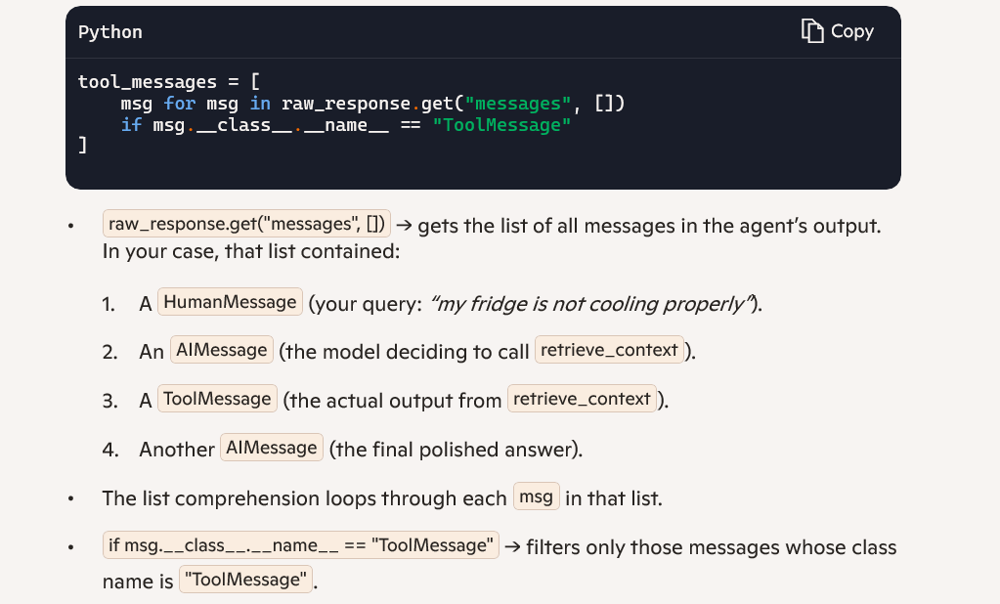 Python
Copy
tool_messages = [
    msg for msg in raw_response.get("messages", [])
    if msg.__class__.__name__ == "ToolMessage"
]
• raw_response.get("messages", []) → gets the list of all messages in the agent’s output.
In your case, that list contained:
1. A HumanMessage (your query: “my fridge is not cooling properly”).
2. An AIMessage (the model deciding to call retrieve_context).
3. A ToolMessage (the actual output from retrieve_context).
4. Another AIMessage (the final polished answer).
• The list comprehension loops through each msg in that list.
• if msg.__class__.__name__ == "ToolMessage" → filters only those messages whose class
name is "ToolMessage".